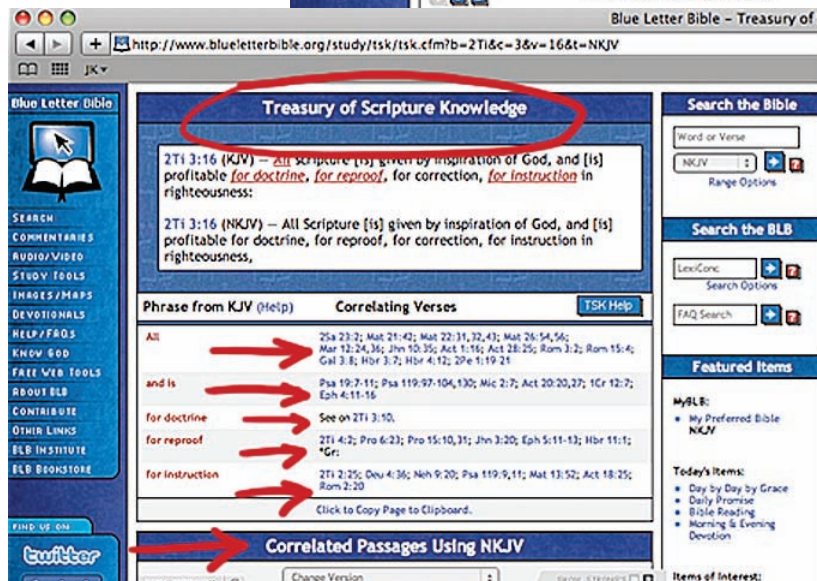 Blue Letter Bible – Treasury of
http://www.blueletterbible.org/study/tsk/tsk.cfm?b=2Ti&c=3&v=16&t=NKJV
JK
Blue Letter Bible
SEARCH
COMMENTARIES
AUDIO/VIDEO
STUDY TOOLS
IMAGES/MAPS
DEVOTIONALS
HELP/FAQS
KNOW GOD
FREE WEB TOOLS
ABOUT BLB
CONTRIBUTE
OTHER LINKS
BLB INSTITUTE
BLB BOOKSTORE
FIND US ON
twitter
Treasury of Scripture Knowledge
2Ti 3:16 (KJV) — All scripture [is] given by inspiration of God, and [is]
profitable for doctrine, for reproof, for correction, for instruction in
righteousness:
2Ti 3:16 (NKJV) — All Scripture [is] given by inspiration of God, and [is]
profitable for doctrine, for reproof, for correction, for instruction in
righteousness,
Phrase from KJV (Help) Correlating Verses TSK Help
All 2Sa 23:2; Mat 21:42; Mat 22:31,32,43; Mat 26:54,56;
Mar 12:24,36; Jhn 10:35; Act 1:16; Act 28:25; Rom 3:2; Rom 15:4;
Gal 3:8; Hbr 3:7; Hbr 4:12; 2Pe 1:19-21
and is Psa 19:7-11; Psa 119:97-104,130; Mic 2:7; Act 20:20,27; 1Cr 12:7;
Eph 4:11-16
for doctrine See on 2Ti 3:10.
for reproof 2Ti 4:2; Pro 6:23; Pro 15:10,31; Jhn 3:20; Eph 5:11-13; Hbr 11:1;
*Gr:
for instruction 2Ti 2:25; Deu 4:36; Neh 9:20; Psa 119:9,11; Mat 13:52; Act 18:25;
Rom 2:20
Click to Copy Page to Clipboard.
Correlated Passages Using NKJV
Change Version
Search the Bible
Word or Verse
NKJV
Range Options
Search the BLB
LexiConc
Search Options
FAQ Search
Featured Items
MyBLB:
My Preferred Bible
NKJV
Today's Items:
Day by Day by Grace
Daily Promise
Bible Reading
Morning & Evening
Devotion
Items of Interest: